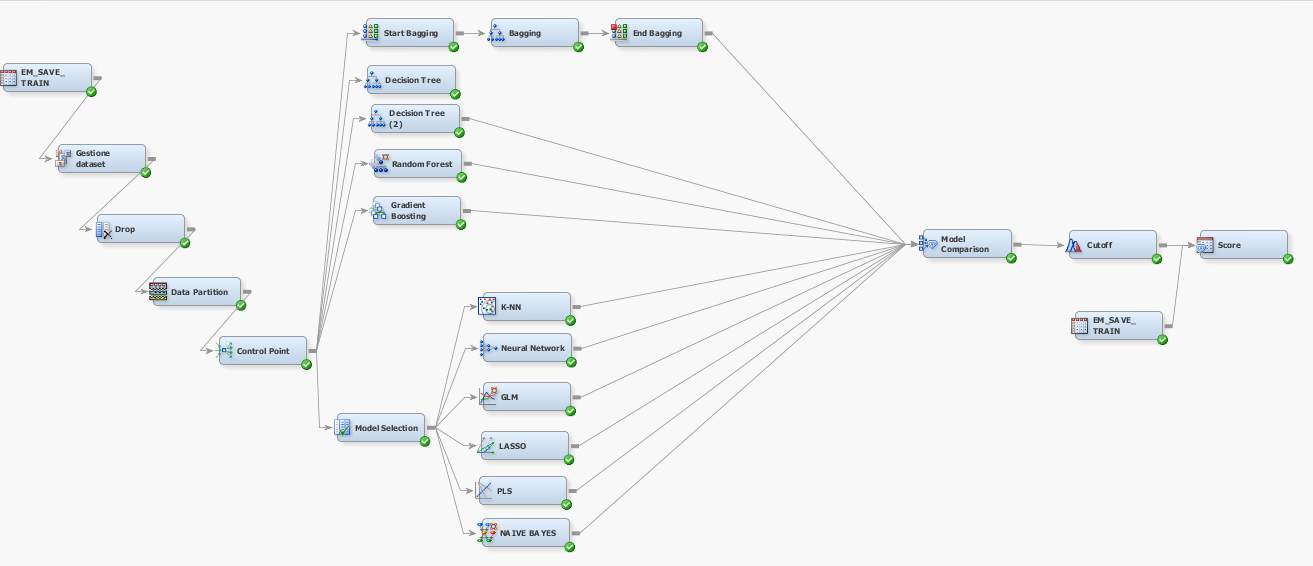 EM_SAVE_
TRAIN
Gestione
dataset
Drop
Data Partition
Control Point
Start Bagging
Bagging
End Bagging
Decision Tree
Decision Tree
(2)
Random Forest
Gradient
Boosting
Model Selection
K-NN
Neural Network
GLM
LASSO
PLS
NAIVE BAYES
Model
Comparison
Cutoff
Score
EM_SAVE_
TRAIN